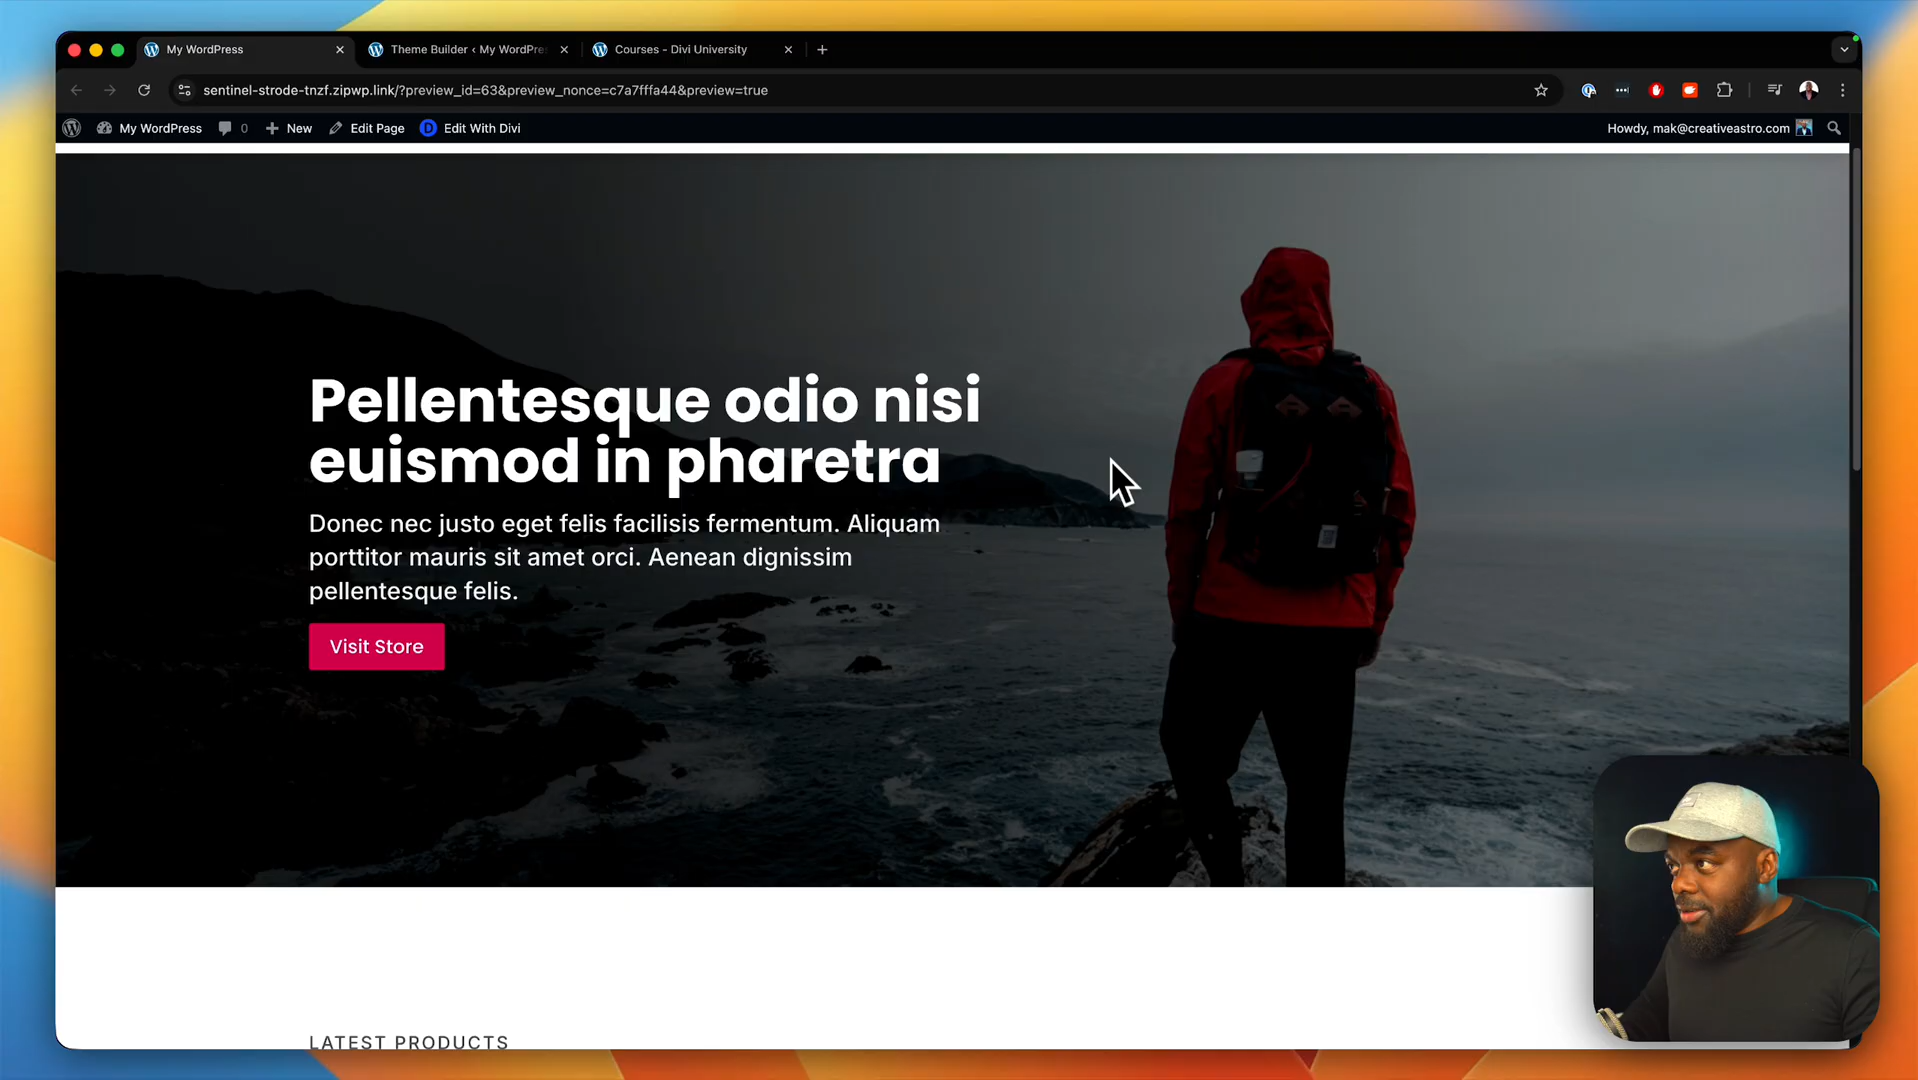 My WordPress
Theme Builder ‹ My WordPre
Courses - Divi University
sentinel-strode-tnzf.zipwp.link/?preview_id=63&preview_nonce=c7a7fffa44&preview=true
My WordPress 0 New Edit Page D Edit With Divi
Howdy, mak@creativeastro.com
Pellentesque odio nisi
euismod in pharetra
Donec nec justo eget felis facilisis fermentum. Aliquam
porttitor mauris sit amet orci. Aenean dignissim
pellentesque felis.
Visit Store
LATEST PRODUCTS